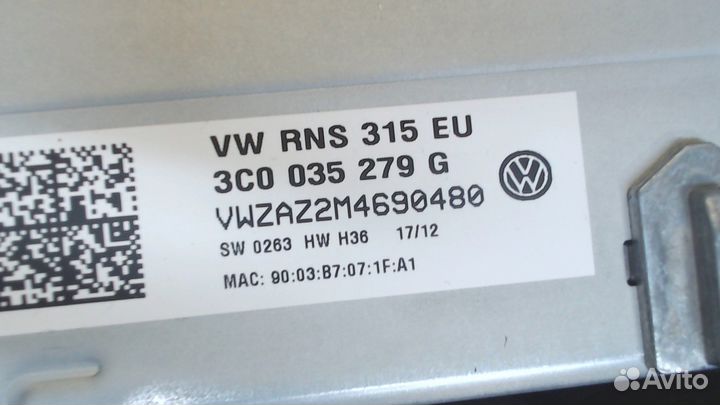 VW RNS 315 EU
3C0 035 279 G
VWZAZ2M4690480
SW 0263 HW H36 17/12
MAC: 90:03:B7:07:1F:A1
Avito